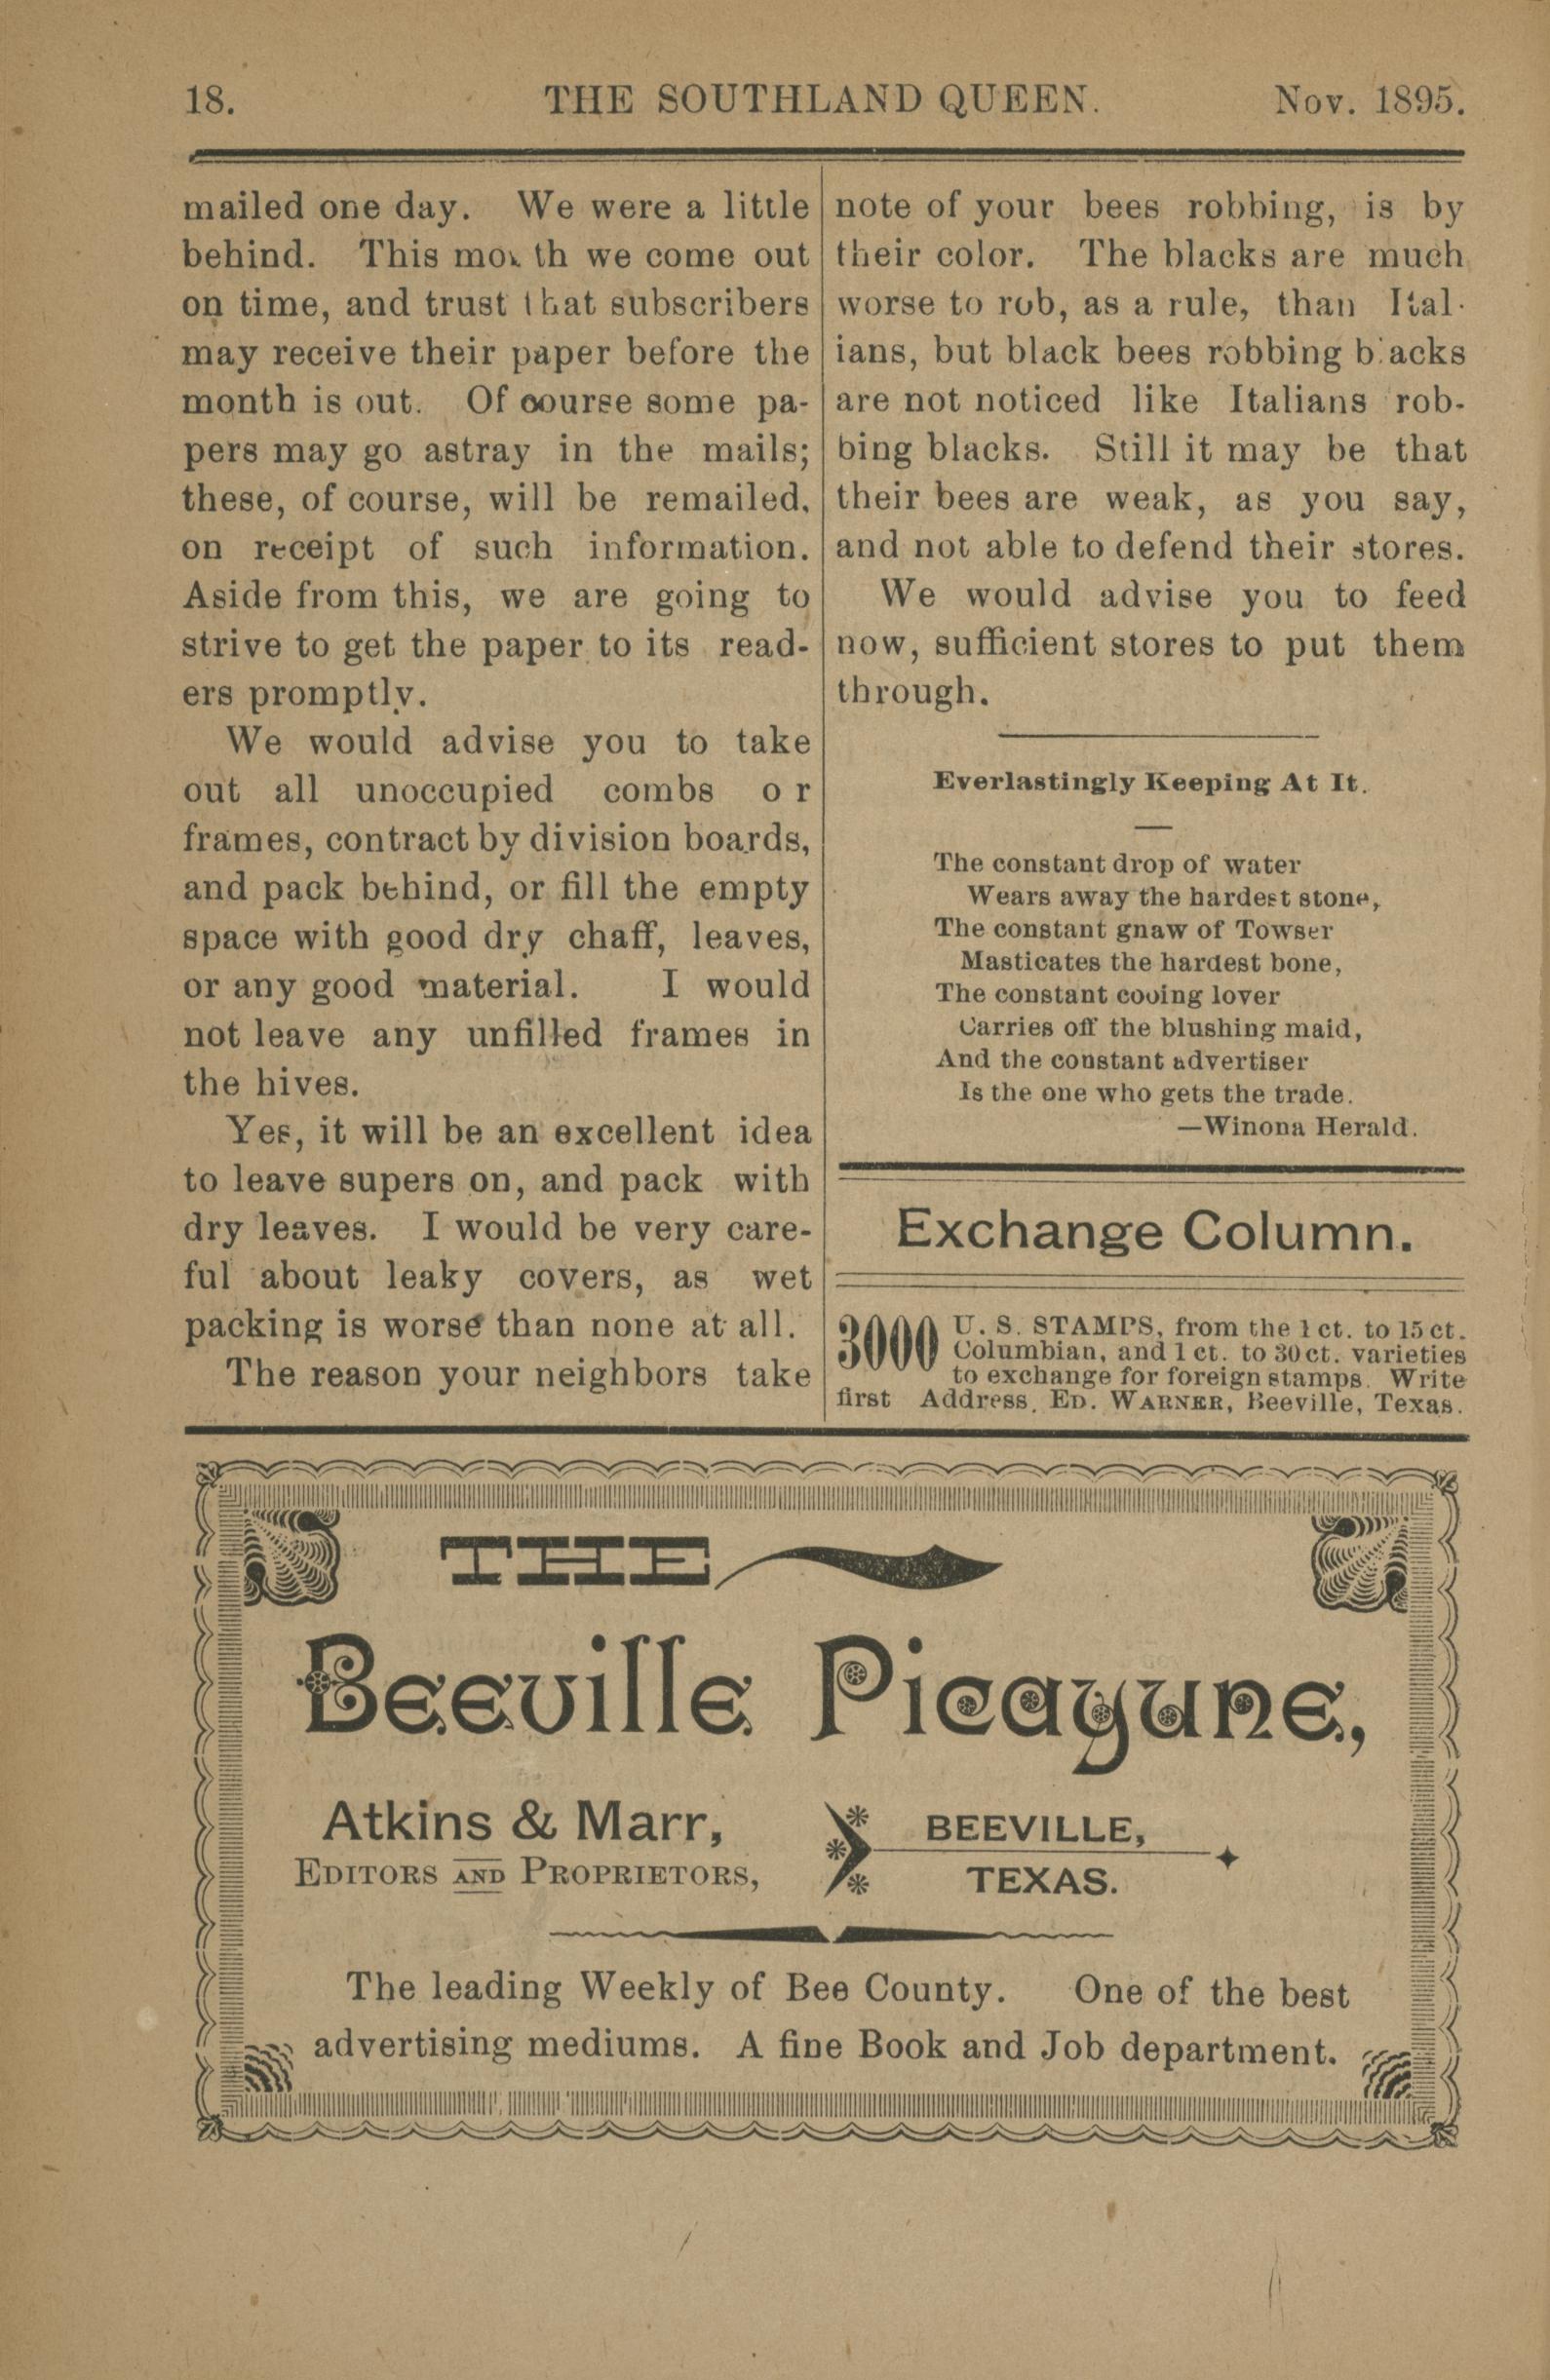 18.
THE SOUTHLAND QUEEN.
Nov. 1895.
mailed one day. We were a little
behind. This month we come out
on time, and trust that subscribers
may receive their paper before the
month is out. Of oourse some pa-
pers may go astray in the mails;
these, of course, will be remailed,
on receipt of such information.
Aside from this, we are going to
strive to get the paper to its read-
ers promptly.
We would advise you to take
out all unoccupied combs or
frames, contract by division boards,
and pack behind, or fill the empty
space with good dry chaff, leaves,
or any good material. I would
not leave any unfilled frames in
the hives.
Yes, it will be an excellent idea
to leave supers on, and pack with
dry leaves. I would be very care-
ful about leaky covers, as wet
packing is worse than none at all.
The reason your neighbors take
note of your bees robbing, is by
their color. The blacks are much
worse to rob, as a rule, than Ital-
ians, but black bees robbing blacks
are not noticed like Italians rob-
bing blacks. Still it may be that
their bees are weak, as you say,
and not able to defend their stores.
We would advise you to feed
now, sufficient stores to put them
through.
Everlastingly Keeping At It.
The constant drop of water
Wears away the hardest stone,
The constant gnaw of Towser
Masticates the hardest bone,
The constant cooing lover
Carries off the blushing maid,
And the constant advertiser
Is the one who gets the trade.
—Winona Herald.
Exchange Column.
3000 U. S. STAMPS, from the 1 ct. to 15 ct.
Columbian, and 1 ct. to 30 ct. varieties
to exchange for foreign stamps. Write
first Address, ED. WARNER, Beeville, Texas.
THE
Beeville Picayune,
Atkins & Marr,
EDITORS AND PROPRIETORS,
BEEVILLE,
TEXAS.
The leading Weekly of Bee County. One of the best
advertising mediums. A fine Book and Job department.